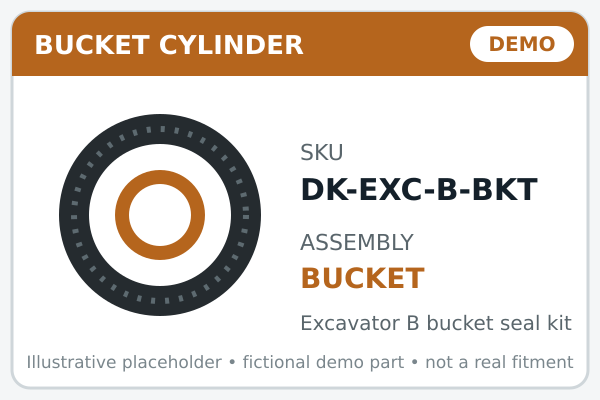 BUCKET CYLINDER
DEMO
SKU
DK-EXC-B-BKT
ASSEMBLY
BUCKET
Excavator B bucket seal kit
Illustrative placeholder • fictional demo part • not a real fitment